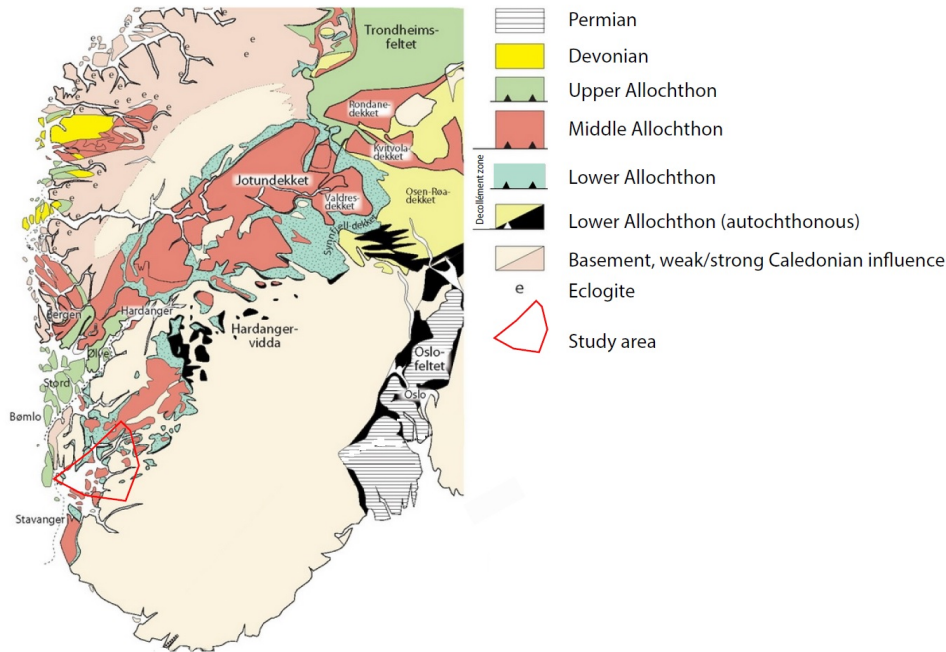 Trondheims-
feltet
Rondane-
dekket
Kvitvola-
dekket
Jotundekket
Valdres-
dekket
Osen-Røa-
dekket
Synnfjell-dekket
Bergen
Hardanger
Hardanger-
vidda
Ølve
Stord
Bømlo
Oslo-
feltet
Oslo
Stavanger
e e e e e e e e e e e e e e e
Permian
Devonian
Upper Allochthon
Middle Allochthon
Decollément zone
Lower Allochthon
Lower Allochthon (autochthonous)
Basement, weak/strong Caledonian influence
e Eclogite
Study area